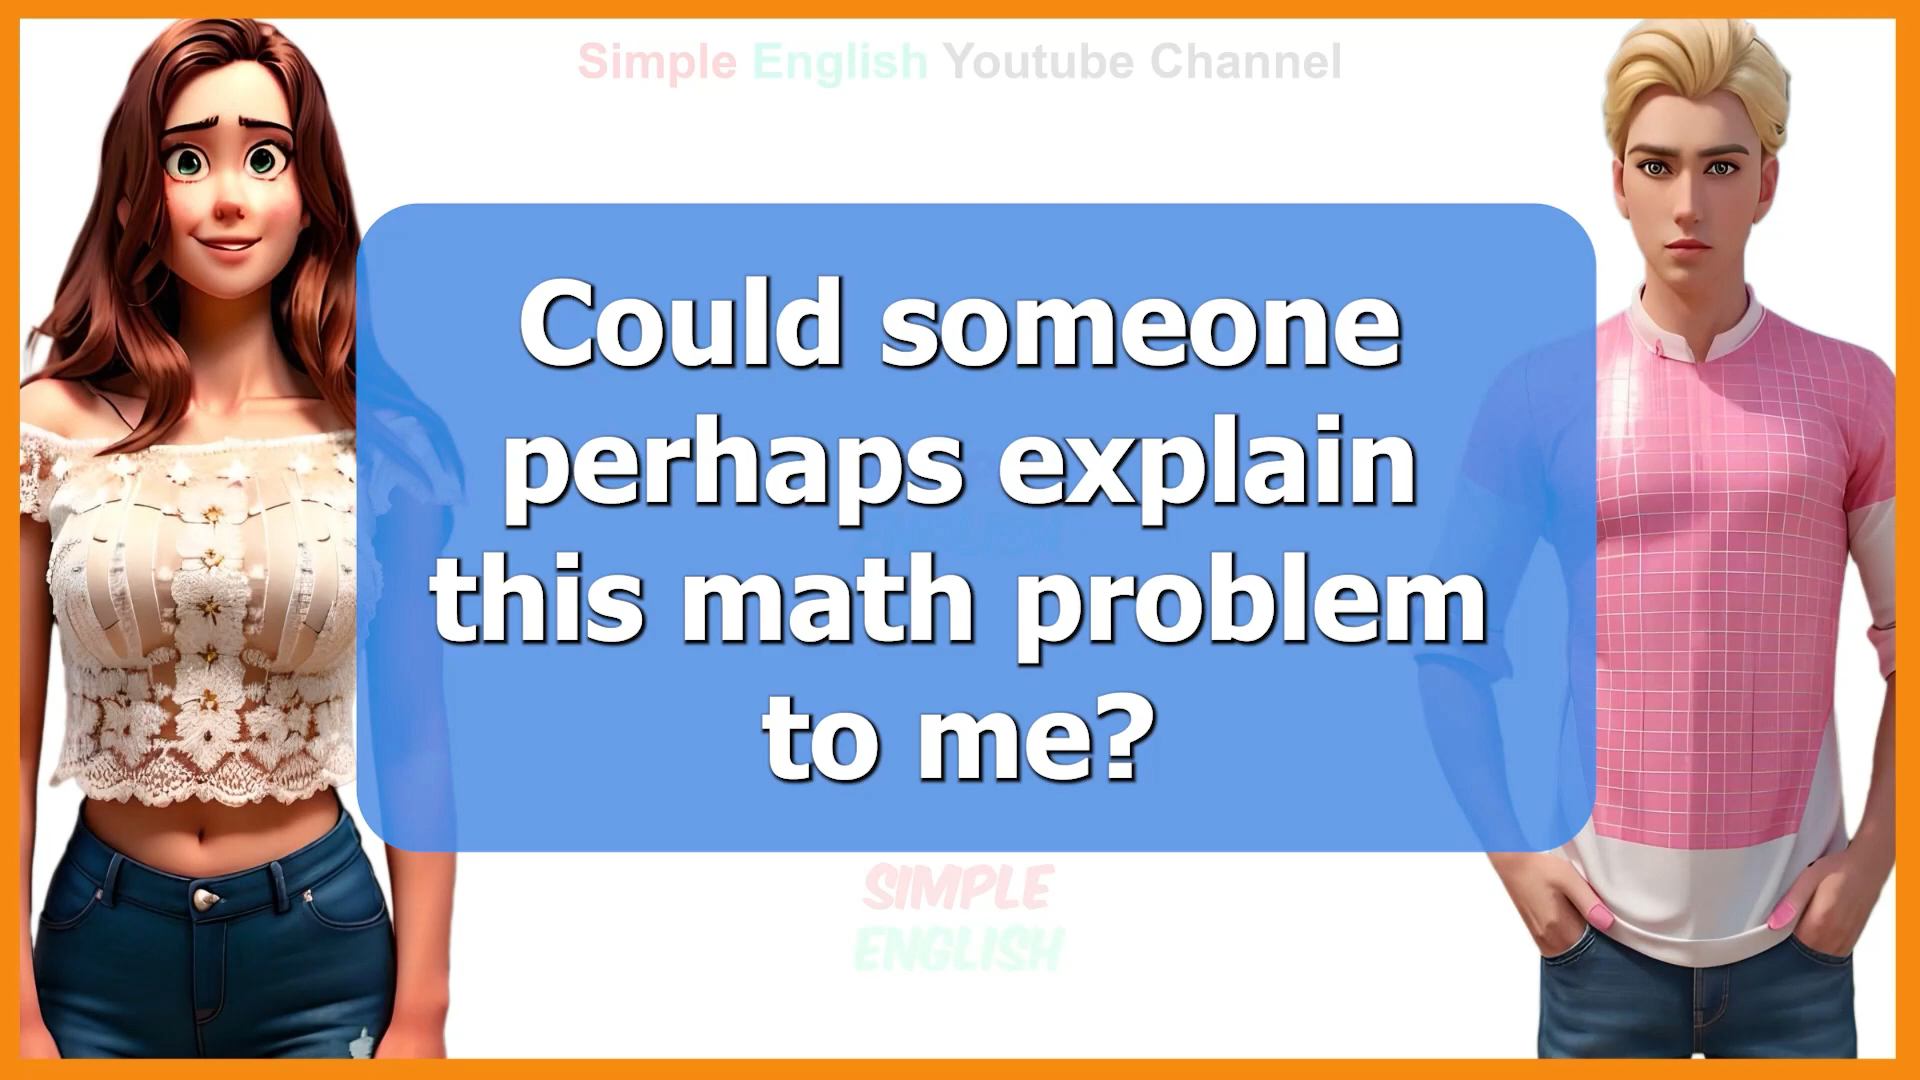 Simple English Youtube Channel
Could someone
perhaps explain
this math problem
to me?
SIMPLE
ENGLISH